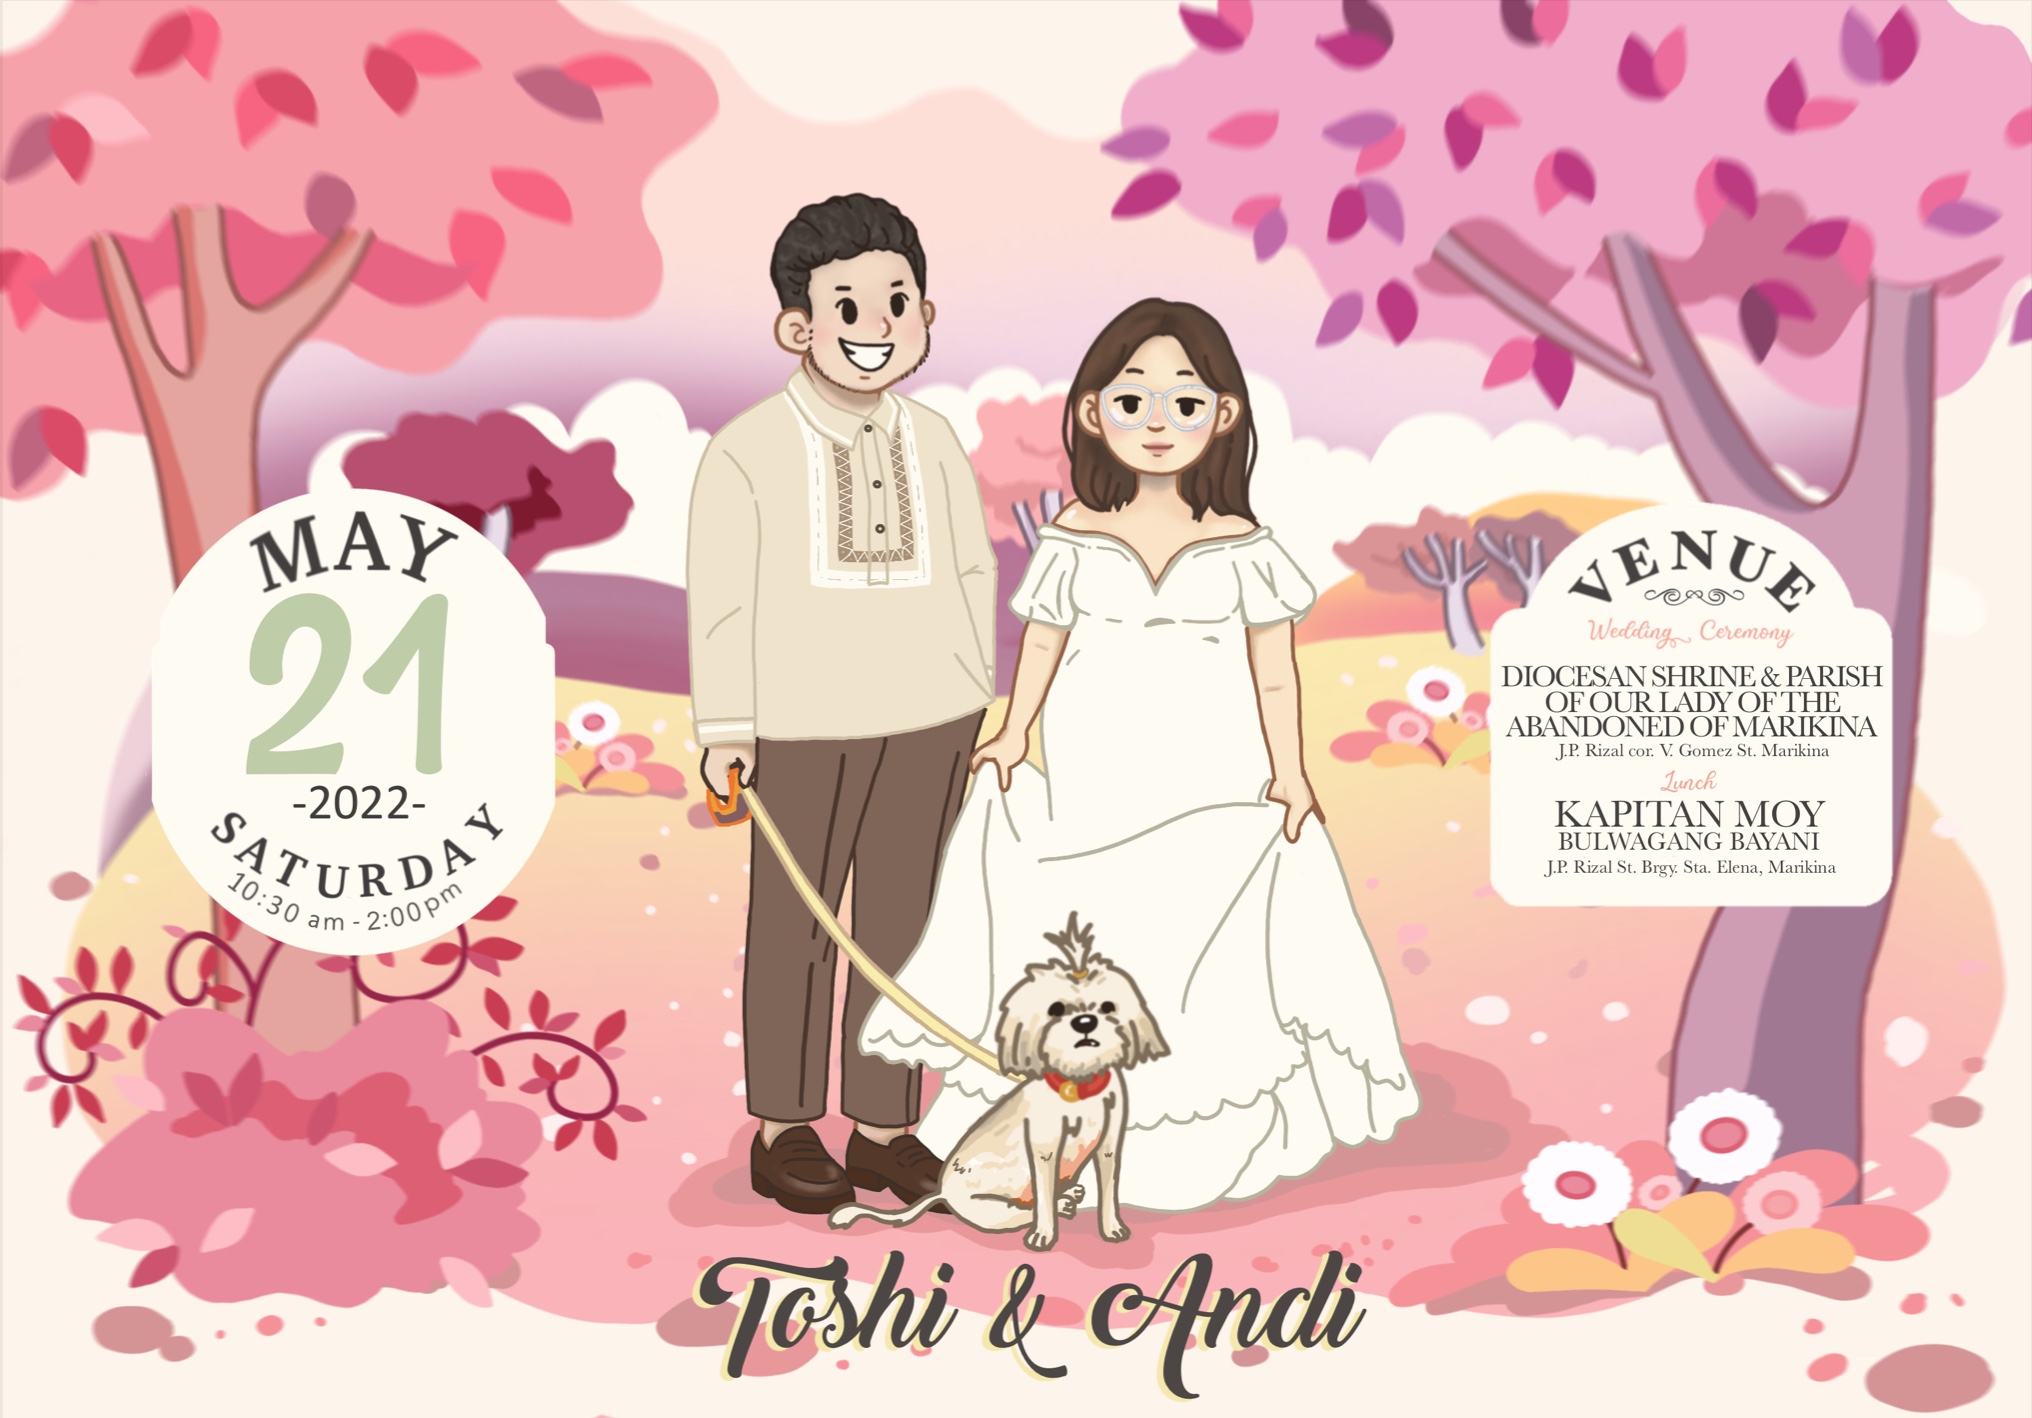 MAY
21
-2022-
SATURDAY
10:30 am - 2:00pm
VENUE
Wedding Ceremony
DIOCESAN SHRINE & PARISH
OF OUR LADY OF THE
ABANDONED OF MARIKINA
J.P. Rizal cor. V. Gomez St. Marikina
Lunch
KAPITAN MOY
BULWAGANG BAYANI
J.P. Rizal St. Brgy. Sta. Elena, Marikina
Toshi & Andi